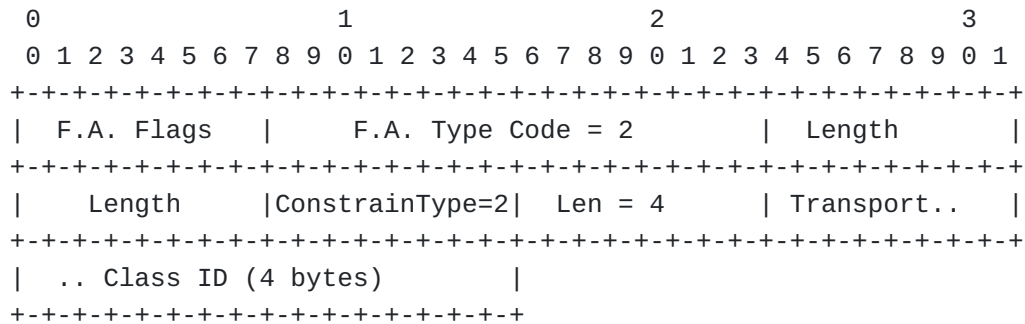 0                   1                   2                   3
 0 1 2 3 4 5 6 7 8 9 0 1 2 3 4 5 6 7 8 9 0 1 2 3 4 5 6 7 8 9 0 1
+-+-+-+-+-+-+-+-+-+-+-+-+-+-+-+-+-+-+-+-+-+-+-+-+-+-+-+-+-+-+-+-+
|  F.A. Flags   |     F.A. Type Code = 2        |  Length       |
+-+-+-+-+-+-+-+-+-+-+-+-+-+-+-+-+-+-+-+-+-+-+-+-+-+-+-+-+-+-+-+-+
|    Length     |ConstrainType=2|  Len = 4      | Transport..   |
+-+-+-+-+-+-+-+-+-+-+-+-+-+-+-+-+-+-+-+-+-+-+-+-+-+-+-+-+-+-+-+-+
|  .. Class ID (4 bytes)        |
+-+-+-+-+-+-+-+-+-+-+-+-+-+-+-+-+